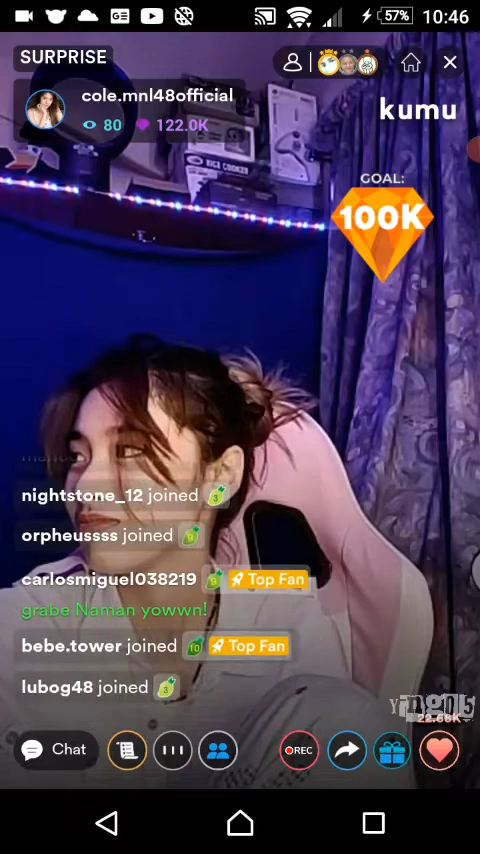 57% 10:46
SURPRISE
cole.mnl48official
80 122.0K
kumu
RICE COOKER
GOAL:
100K
nightstone_12 joined 3
orpheussss joined 9
carlosmiguel038219 9 Top Fan
grabe Naman yowwn!
bebe.tower joined 10 Top Fan
lubog48 joined 3
22.68K
Chat
REC